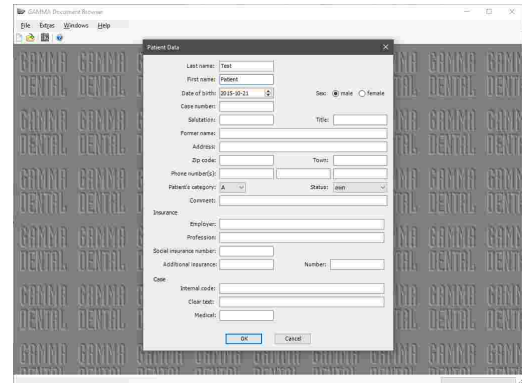 GAMMA Document Browser
File Extras Windows Help
Patient Data
Last name: Test
First name: Patient
Date of birth: 2015-10-21 Sex: male female
Case number:
Salutation: Title:
Former name:
Address:
Zip code: Town:
Phone number(s):
Patient's category: A Status: own
Comment:
Insurance
Employer:
Profession:
Social insurance number:
Additional insurance: Number:
Case
Internal code:
Clear text:
Medical:
OK Cancel
GAMMA DENTAL